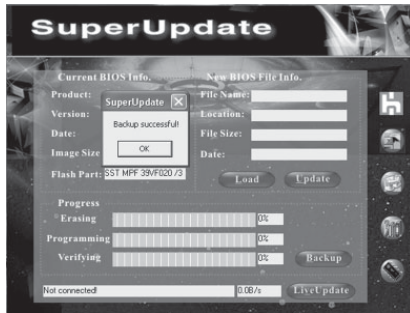 SuperUpdate
Current BIOS Info.
New BIOS File Info.
Product:
Version:
Date:
Image Size
Flash Part: SST MPF 39VF020 /3
SuperUpdate
Backup successful!
OK
File Name:
Location:
File Size:
Date:
Load
Update
Progress
Erasing 0%
Programming 0%
Verifying 0%
Backup
Not connected! 0.0B/s LiveUpdate